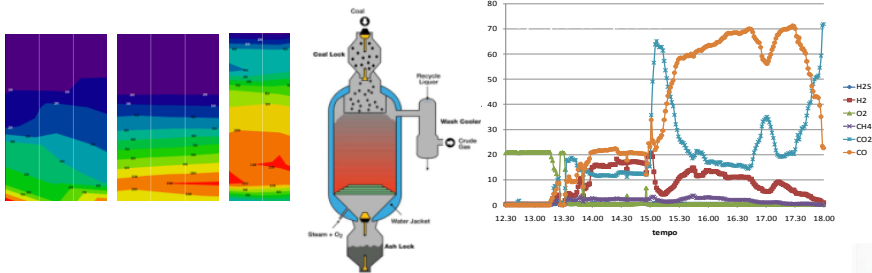 Coal
Coal Lock
Recycle
Liquor
Wash Cooler
Crude
Gas
Water Jacket
Steam + O2
Ash Lock
80
70
60
50
40
30
20
10
0
12.30 13.00 13.30 14.00 14.30 15.00 15.30 16.00 16.30 17.00 17.30 18.00
tempo
H2S
H2
O2
CH4
CO2
CO